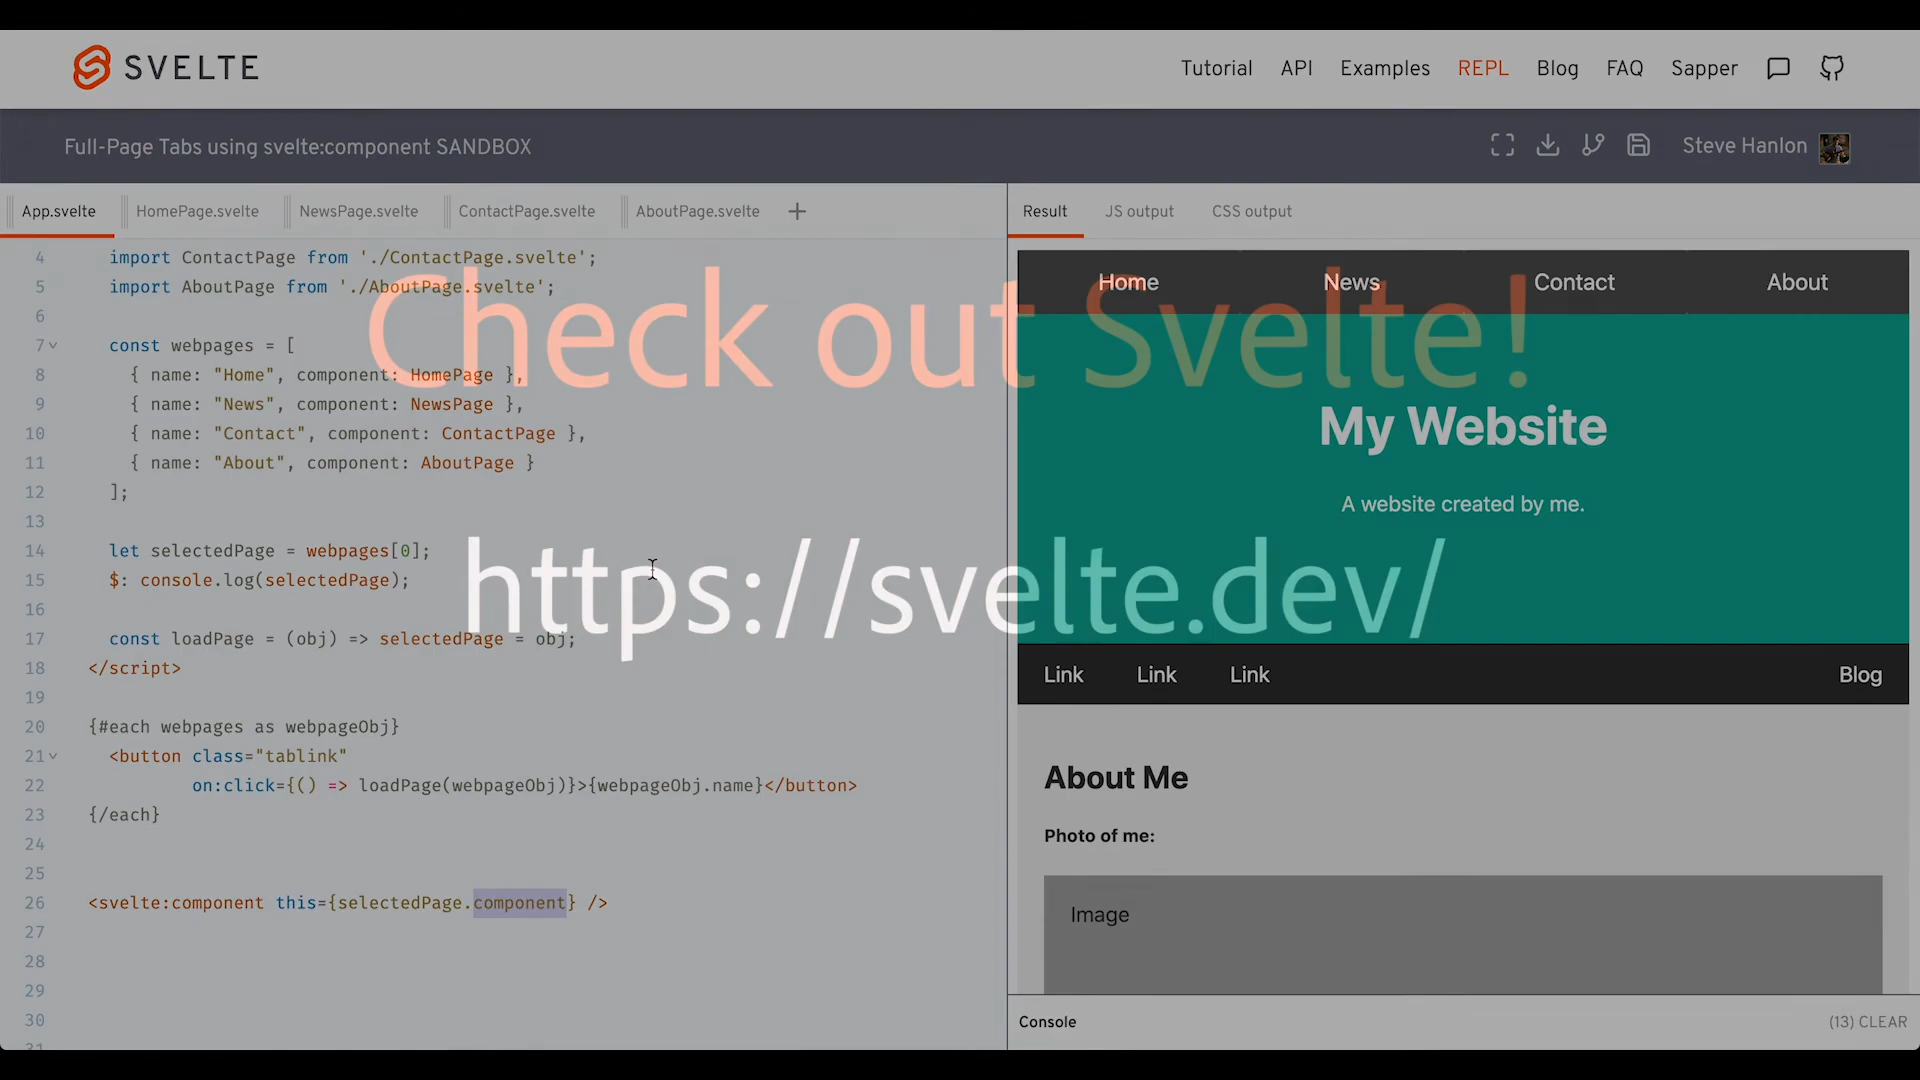 SVELTE
Tutorial API Examples REPL Blog FAQ Sapper
Full-Page Tabs using svelte:component SANDBOX
Steve Hanlon
App.svelte HomePage.svelte NewsPage.svelte ContactPage.svelte AboutPage.svelte +
4 import ContactPage from './ContactPage.svelte';
5 import AboutPage from './AboutPage.svelte';
6
7 const webpages = [
8 { name: "Home", component: HomePage },
9 { name: "News", component: NewsPage },
10 { name: "Contact", component: ContactPage },
11 { name: "About", component: AboutPage }
12 ];
13
14 let selectedPage = webpages[0];
15 $: console.log(selectedPage);
16
17 const loadPage = (obj) => selectedPage = obj;
18 </script>
19
20 {#each webpages as webpageObj}
21 <button class="tablink"
22 on:click={() => loadPage(webpageObj)}>{webpageObj.name}</button>
23 {/each}
24
25
26 <svelte:component this={selectedPage.component} />
27
28
29
30
31
Check out Svelte!
https://svelte.dev/
Result JS output CSS output
Home News Contact About
My Website
A website created by me.
Link Link Link Blog
About Me
Photo of me:
Image
Console (13) CLEAR